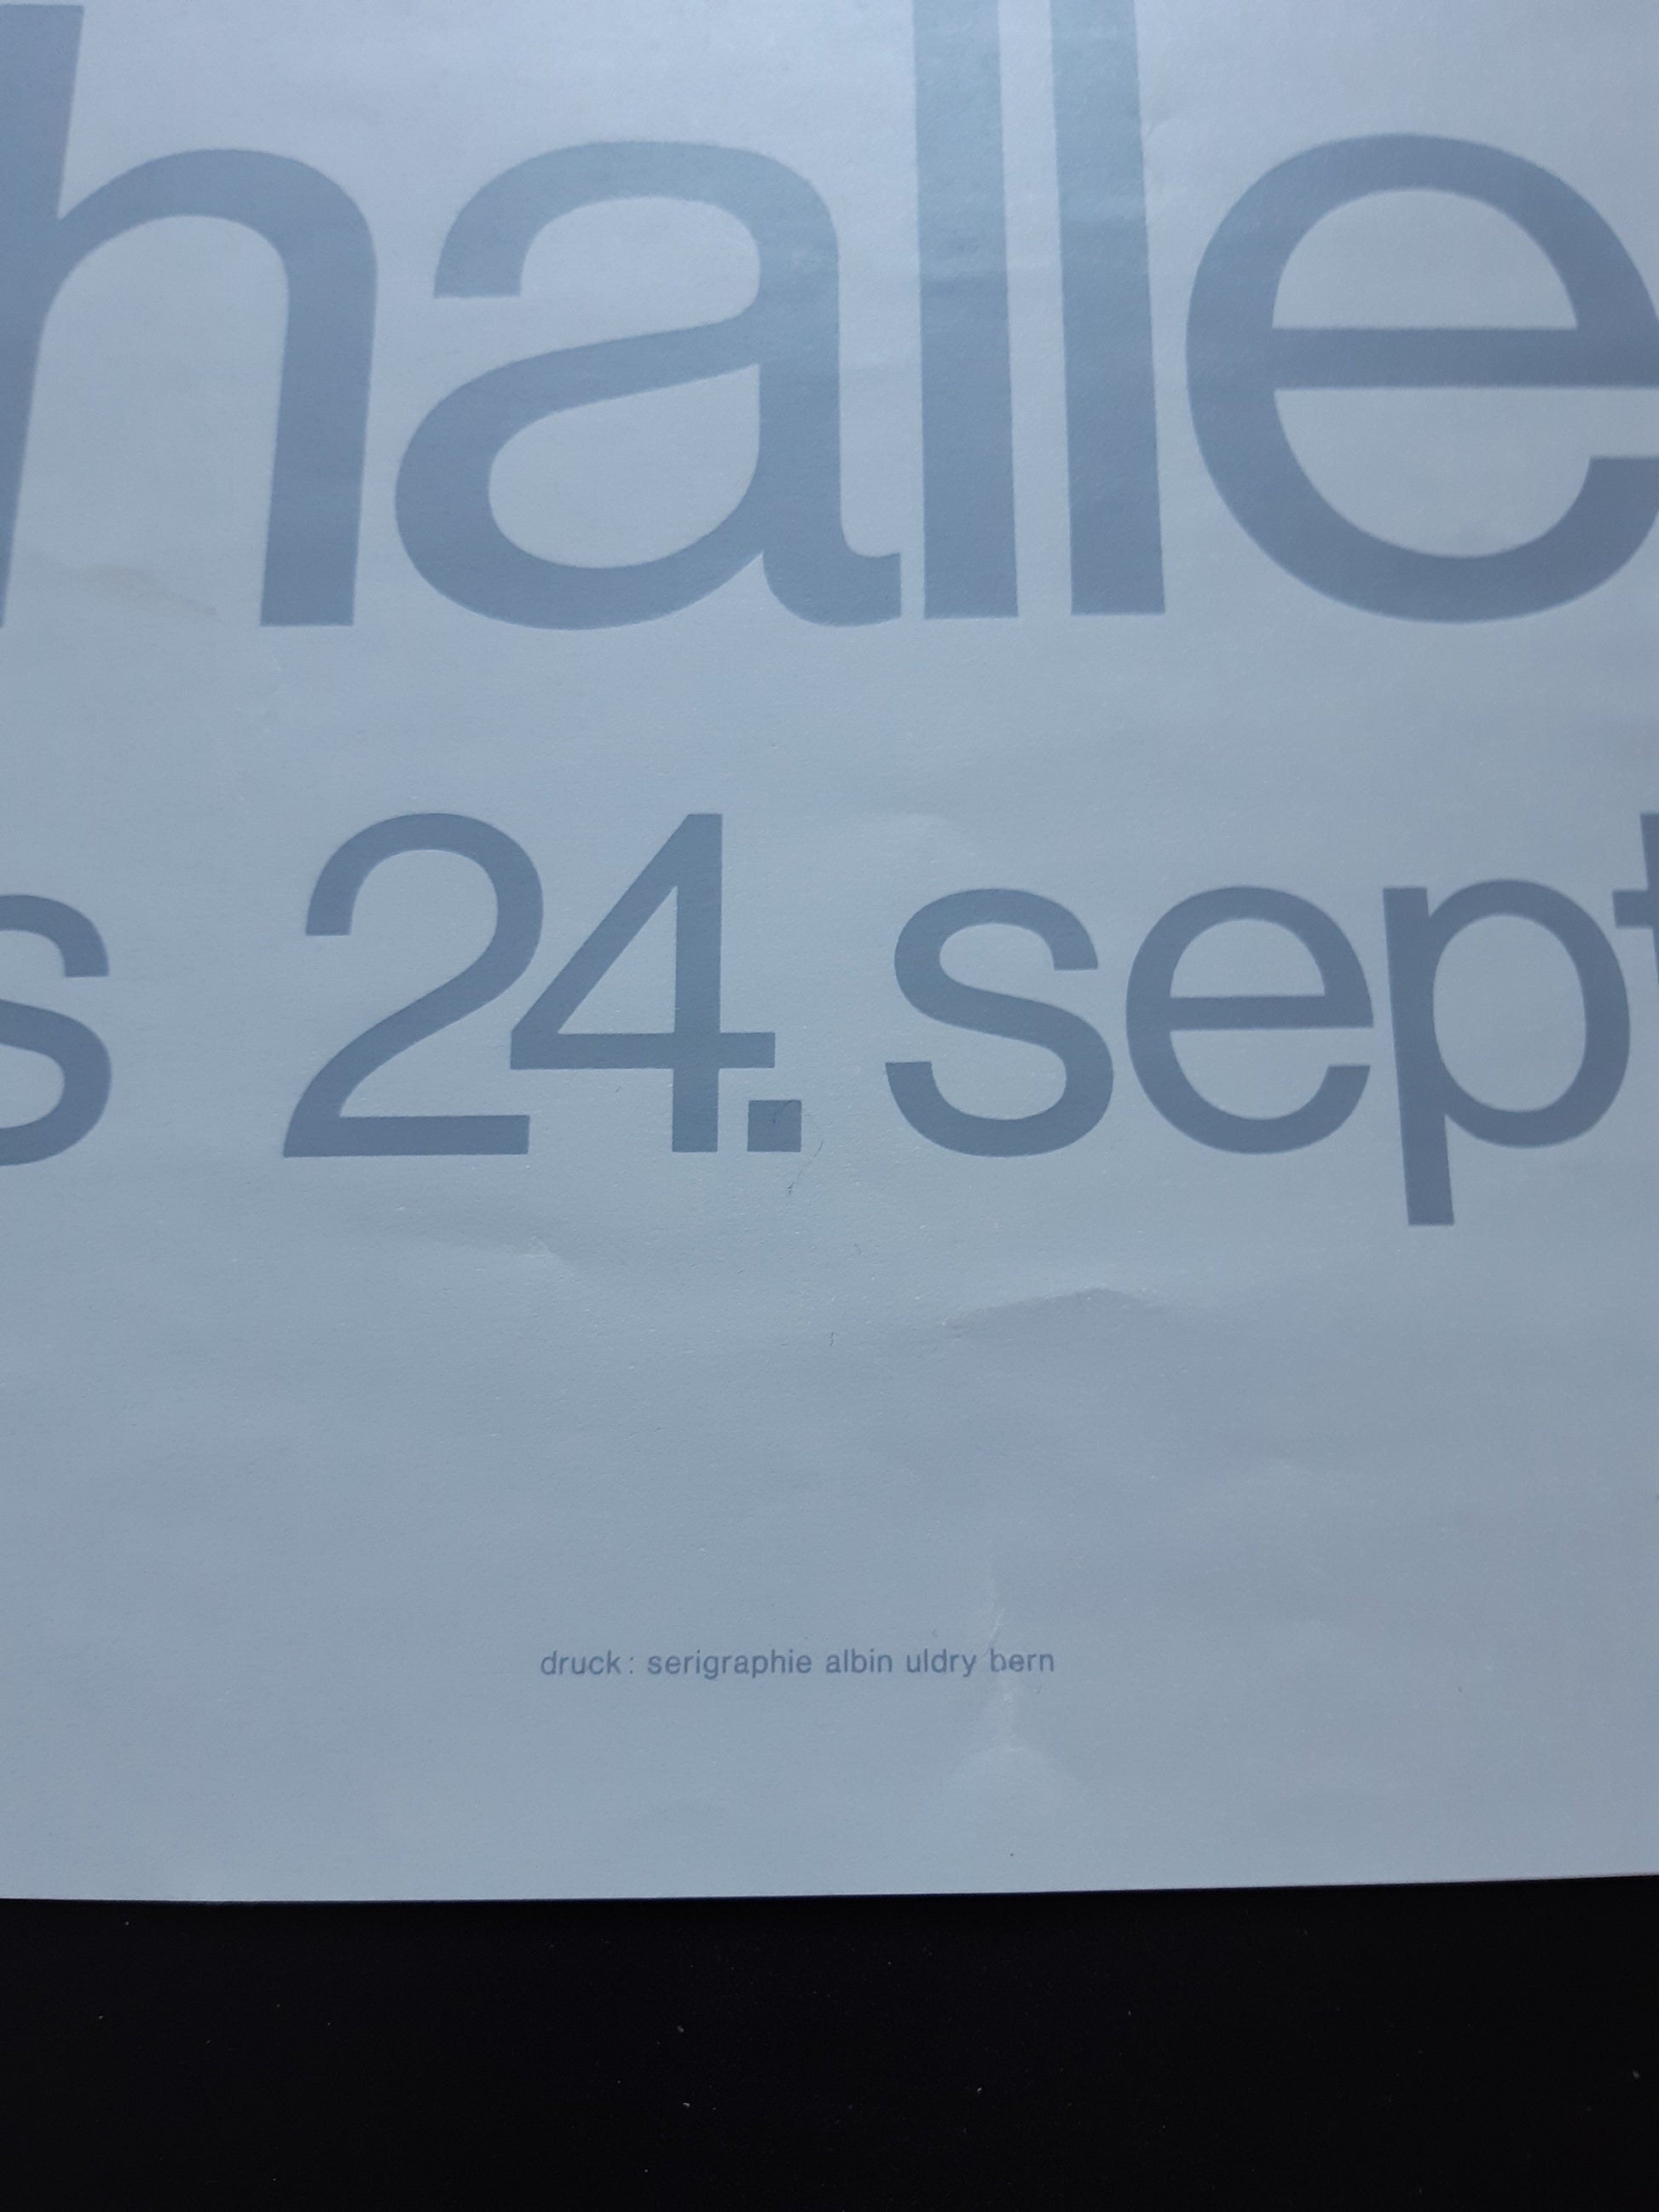 halle
s 24. sept
druck: serigraphie albin uldry bern